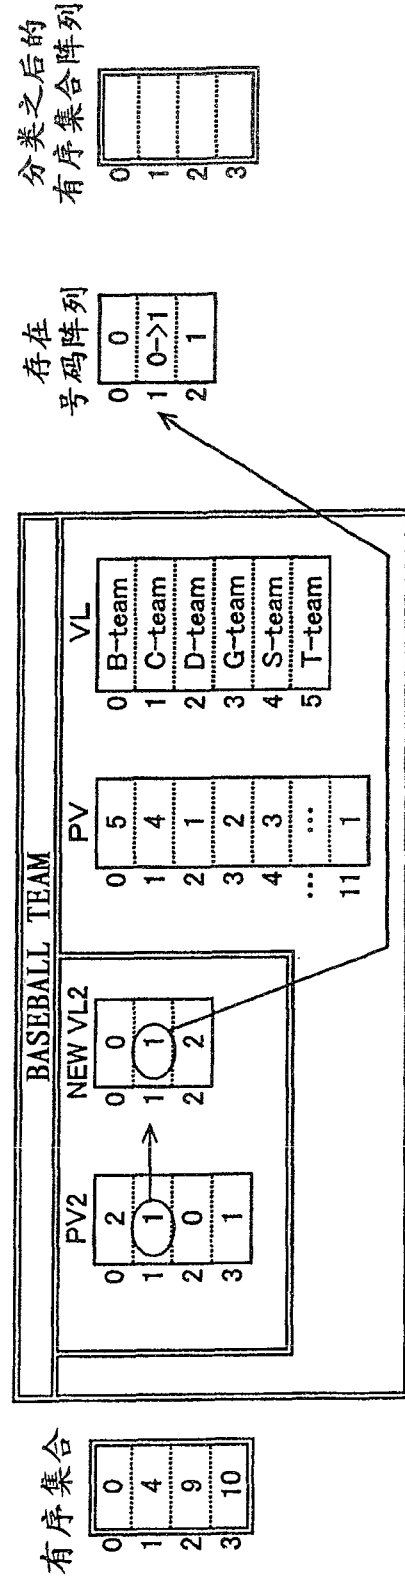 有序集合
0 0
1 4
2 9
3 10
BASEBALL TEAM
PV2
0 2
1 1
2 0
3 1
NEW VL2
0 0
1 1
2 2
PV
0 5
1 4
2 1
3 2
4 3
... ...
11 1
VL
0 B-team
1 C-team
2 D-team
3 G-team
4 S-team
5 T-team
存在
号码阵列
0 0
1 0->1
2 1
分类之后的
有序集合阵列
0
1
2
3